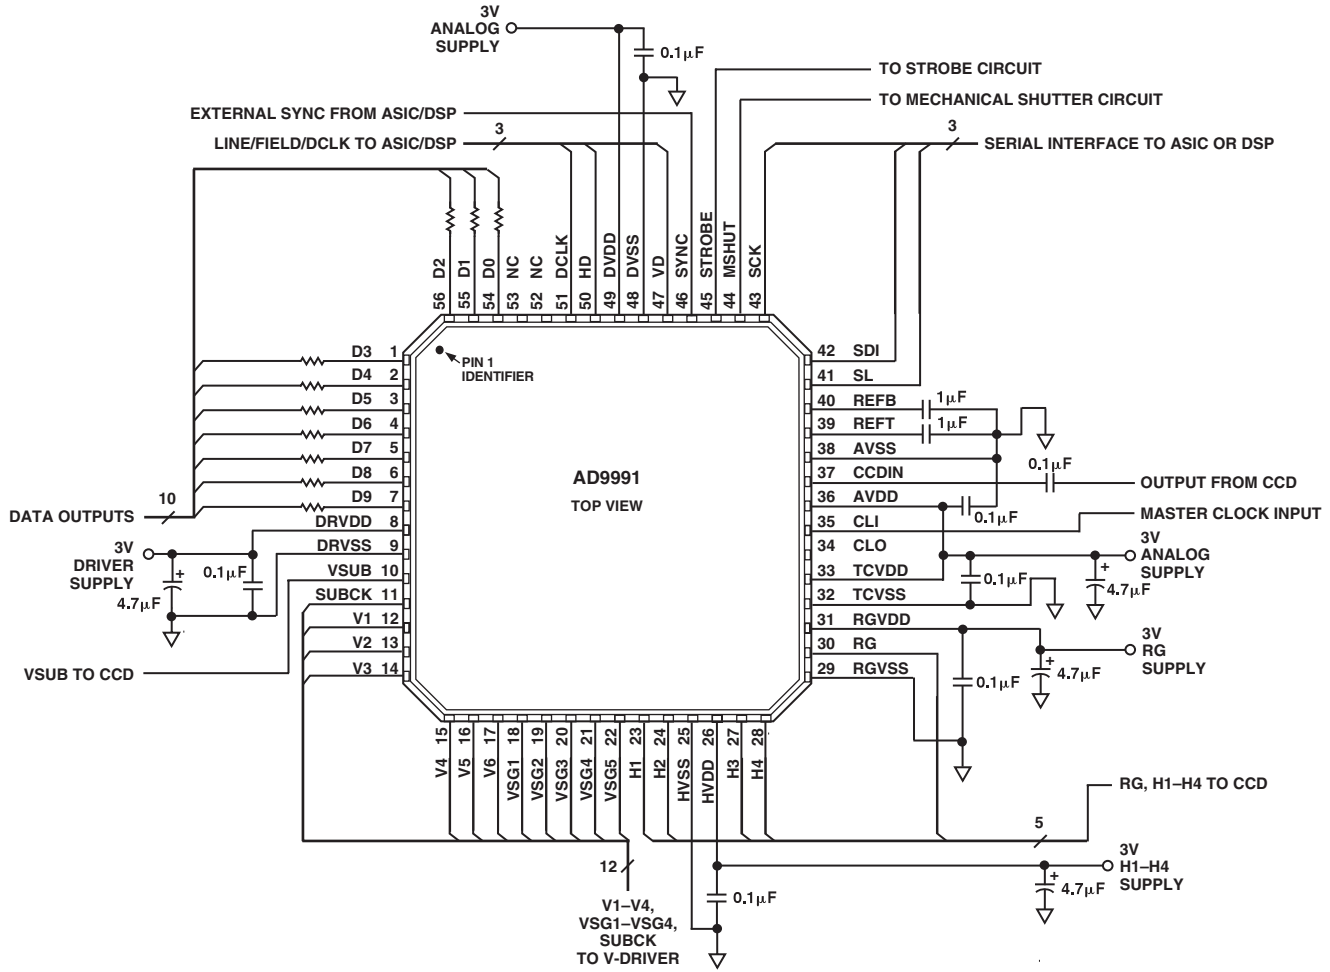 3V
ANALOG
SUPPLY
0.1µF
TO STROBE CIRCUIT
TO MECHANICAL SHUTTER CIRCUIT
EXTERNAL SYNC FROM ASIC/DSP
LINE/FIELD/DCLK TO ASIC/DSP
3
3
SERIAL INTERFACE TO ASIC OR DSP
56 D2
55 D1
54 D0
53 NC
52 NC
51 DCLK
50 HD
49 DVDD
48 DVSS
47 VD
46 SYNC
45 STROBE
44 MSHUT
43 SCK
PIN 1
IDENTIFIER
D3 1
D4 2
D5 3
D6 4
D7 5
D8 6
D9 7
DRVDD 8
DRVSS 9
VSUB 10
SUBCK 11
V1 12
V2 13
V3 14
10
DATA OUTPUTS
3V
DRIVER
SUPPLY
+
4.7µF
0.1µF
VSUB TO CCD
AD9991
TOP VIEW
42 SDI
41 SL
40 REFB
39 REFT
38 AVSS
37 CCDIN
36 AVDD
35 CLI
34 CLO
33 TCVDD
32 TCVSS
31 RGVDD
30 RG
29 RGVSS
1µF
1µF
0.1µF
OUTPUT FROM CCD
0.1µF
MASTER CLOCK INPUT
3V
ANALOG
SUPPLY
0.1µF
+
4.7µF
3V
RG
SUPPLY
0.1µF
+
4.7µF
V4 15
V5 16
V6 17
VSG1 18
VSG2 19
VSG3 20
VSG4 21
VSG5 22
H1 23
H2 24
HVSS 25
HVDD 26
H3 27
H4 28
RG, H1–H4 TO CCD
5
3V
H1–H4
SUPPLY
+
4.7µF
0.1µF
12
V1–V4,
VSG1–VSG4,
SUBCK
TO V-DRIVER